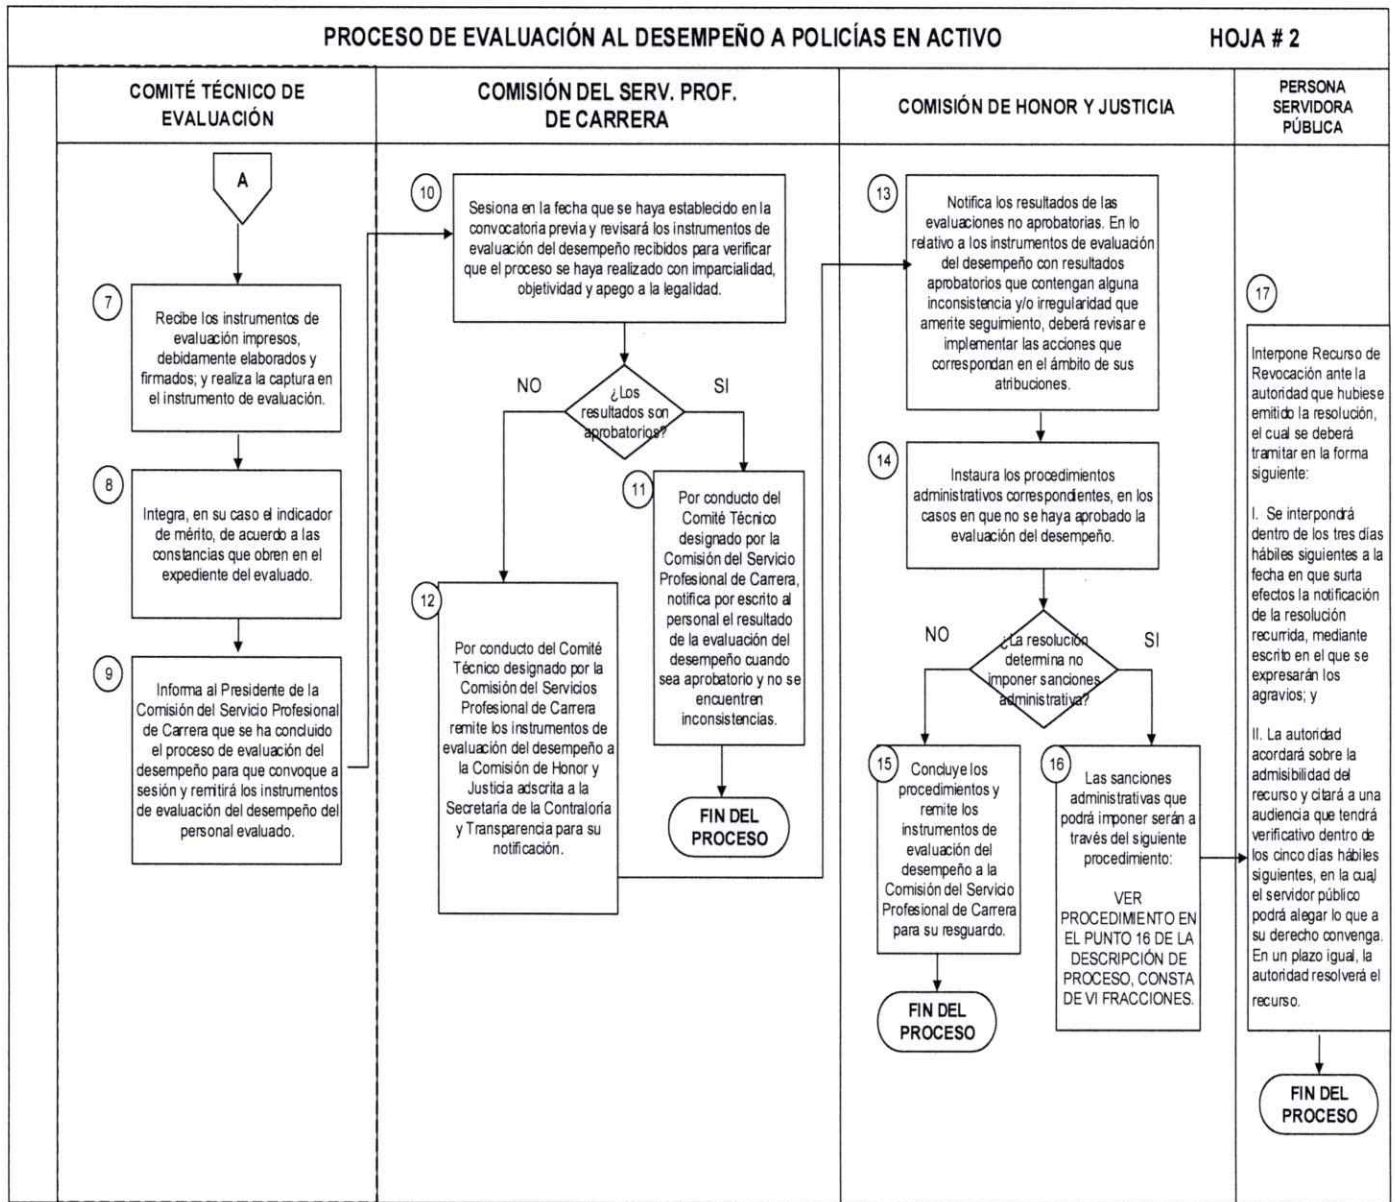 PROCESO DE EVALUACIÓN AL DESEMPEÑO A POLICÍAS EN ACTIVO
HOJA # 2
COMITÉ TÉCNICO DE
EVALUACIÓN
COMISIÓN DEL SERV. PROF.
DE CARRERA
COMISIÓN DE HONOR Y JUSTICIA
PERSONA
SERVIDORA
PÚBLICA
A
7
Recibe los instrumentos de
evaluación impresos,
debidamente elaborados y
firmados; y realiza la captura en
el instrumento de evaluación.
8
Integra, en su caso el indicador
de mérito, de acuerdo a las
constancias que obren en el
expediente del evaluado.
9
Informa al Presidente de la
Comisión del Servicio Profesional
de Carrera que se ha concluido
el proceso de evaluación del
desempeño para que convoque a
sesión y remitirá los instrumentos
de evaluación del desempeño del
personal evaluado.
10
Sesiona en la fecha que se haya establecido en la
convocatoria previa y revisará los instrumentos de
evaluación del desempeño recibidos para verificar
que el proceso se haya realizado con imparcialidad,
objetividad y apego a la legalidad.
NO
SI
¿Los
resultados son
aprobatorios?
11
Por conducto del
Comité Técnico
designado por la
Comisión del Servicio
Profesional de Carrera,
notifica por escrito al
personal el resultado
de la evaluación del
desempeño cuando
sea aprobatorio y no se
encuentren
inconsistencias.
FIN DEL
PROCESO
12
Por conducto del Comité
Técnico designado por la
Comisión del Servicios
Profesional de Carrera
remite los instrumentos de
evaluación del desempeño a
la Comisión de Honor y
Justicia adscrita a la
Secretaría de la Contraloría
y Transparencia para su
notificación.
13
Notifica los resultados de las
evaluaciones no aprobatorias. En lo
relativo a los instrumentos de evaluación
del desempeño con resultados
aprobatorios que contengan alguna
inconsistencia y/o irregularidad que
amerite seguimiento, deberá revisar e
implementar las acciones que
correspondan en el ámbito de sus
atribuciones.
14
Instaura los procedimientos
administrativos correspondientes, en los
casos en que no se haya aprobado la
evaluación del desempeño.
NO
SI
¿La resolución
determina no
imponer sanciones
administrativa?
15
Concluye los
procedimientos y
remite los
instrumentos de
evaluación del
desempeño a la
Comisión del Servicio
Profesional de Carrera
para su resguardo.
FIN DEL
PROCESO
16
Las sanciones
administrativas que
podrá imponer serán a
través del siguiente
procedimiento:
VER
PROCEDIMIENTO EN
EL PUNTO 16 DE LA
DESCRIPCIÓN DE
PROCESO, CONSTA
DE VI FRACCIONES.
17
Interpone Recurso de
Revocación ante la
autoridad que hubiese
emitido la resolución,
el cual se deberá
tramitar en la forma
siguiente:
I. Se interpondrá
dentro de los tres días
hábiles siguientes a la
fecha en que surta
efectos la notificación
de la resolución
recurrida, mediante
escrito en el que se
expresarán los
agravios; y
II. La autoridad
acordará sobre la
admisibilidad del
recurso y citará a una
audiencia que tendrá
verificativo dentro de
los cinco días hábiles
siguientes, en la cual
el servidor público
podrá alegar lo que a
su derecho convenga.
En un plazo igual, la
autoridad resolverá el
recurso.
FIN DEL
PROCESO